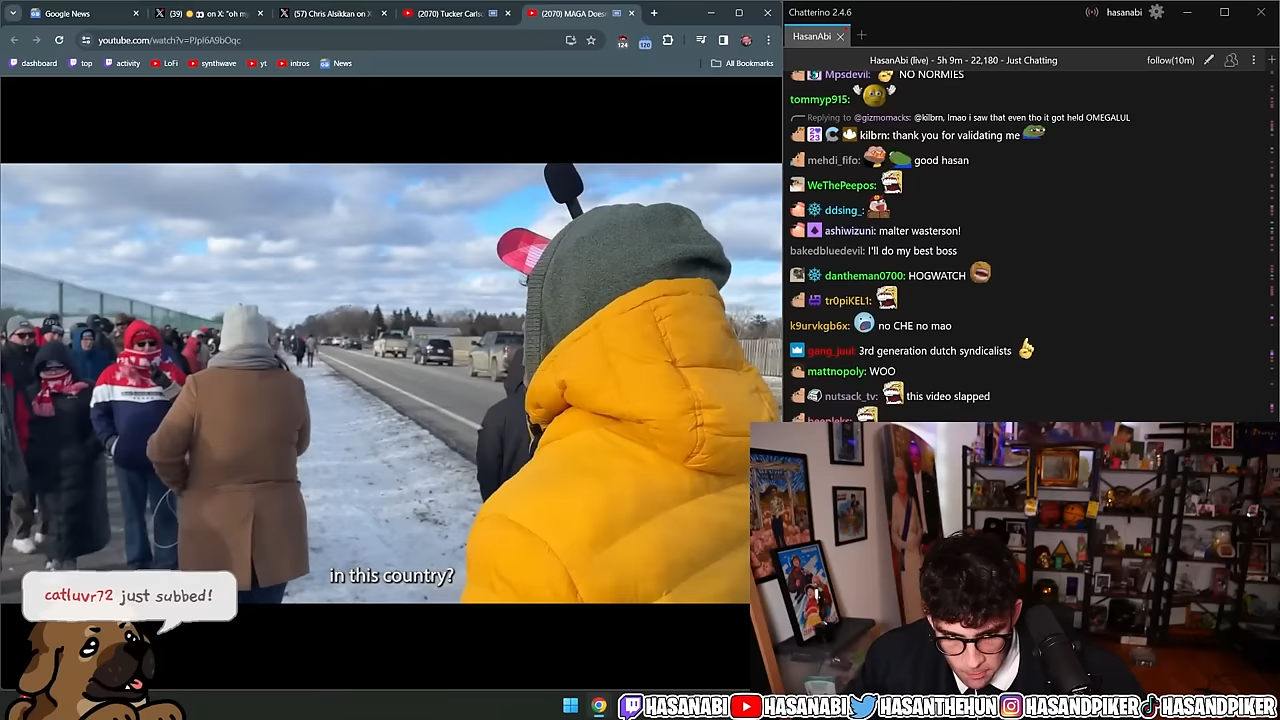 Google News
(39) 🌟 👀 on X: "oh m
(57) Chris Alsikkan on X
(2070) Tucker Carls
(2070) MAGA Does
youtube.com/watch?v=PJpI6A9bOqc
124
120
dashboard
top
activity
LoFi
synthwave
yt
intros
News
All Bookmarks
in this country?
catluvr72 just subbed!
Chatterino 2.4.6
hasanabi
HasanAbi
HasanAbi (live) - 5h 9m - 22,180 - Just Chatting
follow(10m)
Mpsdevil: NO NORMIES
tommyp915:
Replying to @gizmomacks: @kilbrn, lmao i saw that even tho it got held OMEGALUL
kilbrn: thank you for validating me
mehdi_fifo: good hasan
WeThePeepos:
ddsing_:
ashiwizuni: malter wasterson!
bakedbluedevil: I'll do my best boss
dantheman0700: HOGWATCH
tr0piKEL1:
k9urvkgb6x: no CHE no mao
gang_juul: 3rd generation dutch syndicalists
mattnopoly: WOO
nutsack_tv: this video slapped
HASANABI
HASANABI
HASANTHEHUN
HASANDPIKER
HASANDPIKER